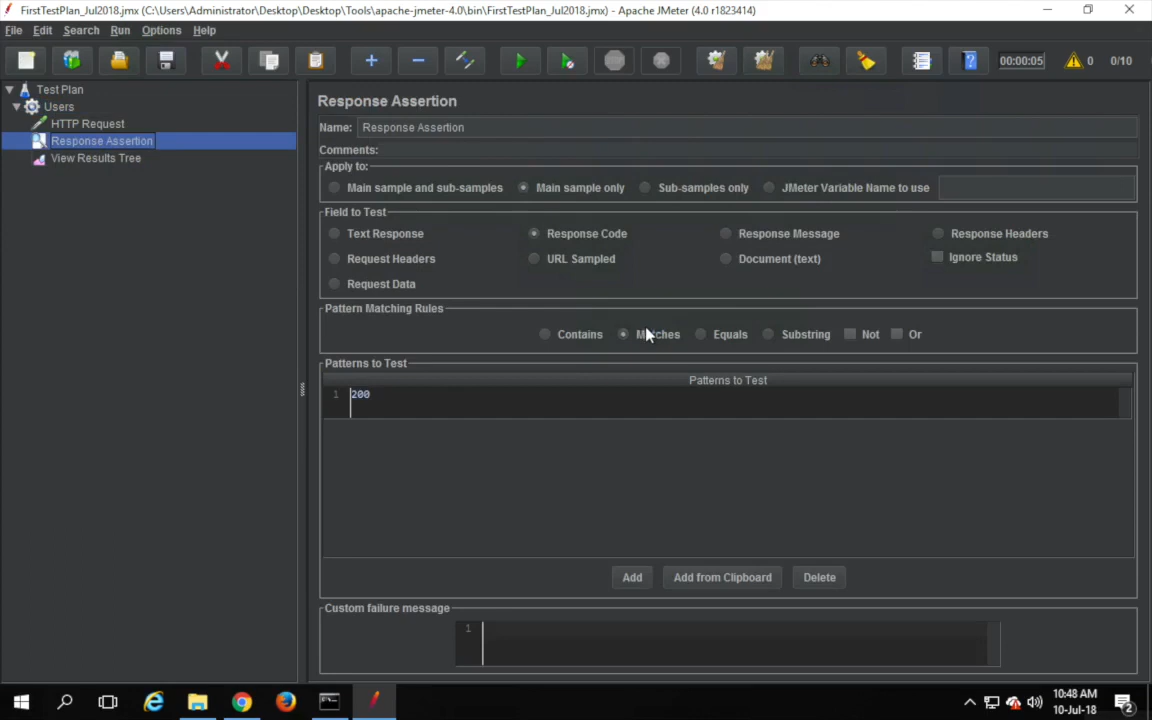 FirstTestPlan_Jul2018.jmx (C:\Users\Administrator\Desktop\Desktop\Tools\apache-jmeter-4.0\bin\FirstTestPlan_Jul2018.jmx) - Apache JMeter (4.0 r1823414)
File Edit Search Run Options Help
00:00:05 0 0/10
Test Plan
Users
HTTP Request
Response Assertion
View Results Tree
Response Assertion
Name: Response Assertion
Comments:
Apply to:
Main sample and sub-samples Main sample only Sub-samples only JMeter Variable Name to use
Field to Test
Text Response Response Code Response Message Response Headers
Request Headers URL Sampled Document (text) Ignore Status
Request Data
Pattern Matching Rules
Contains Matches Equals Substring Not Or
Patterns to Test
Patterns to Test
1 200
Add Add from Clipboard Delete
Custom failure message
1
10:48 AM
10-Jul-18
2